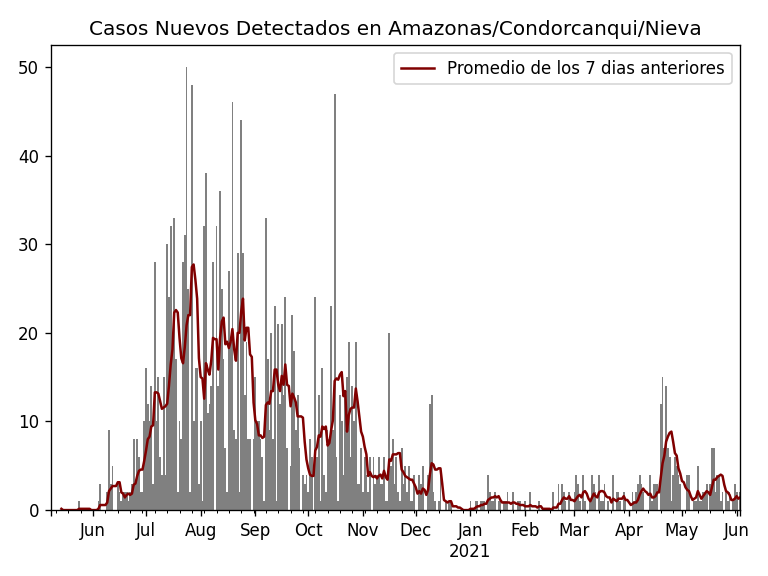 Casos Nuevos Detectados en Amazonas/Condorcanqui/Nieva
Promedio de los 7 dias anteriores
50
40
30
20
10
0
Jun Jul Aug Sep Oct Nov Dec Jan Feb Mar Apr May Jun
2021